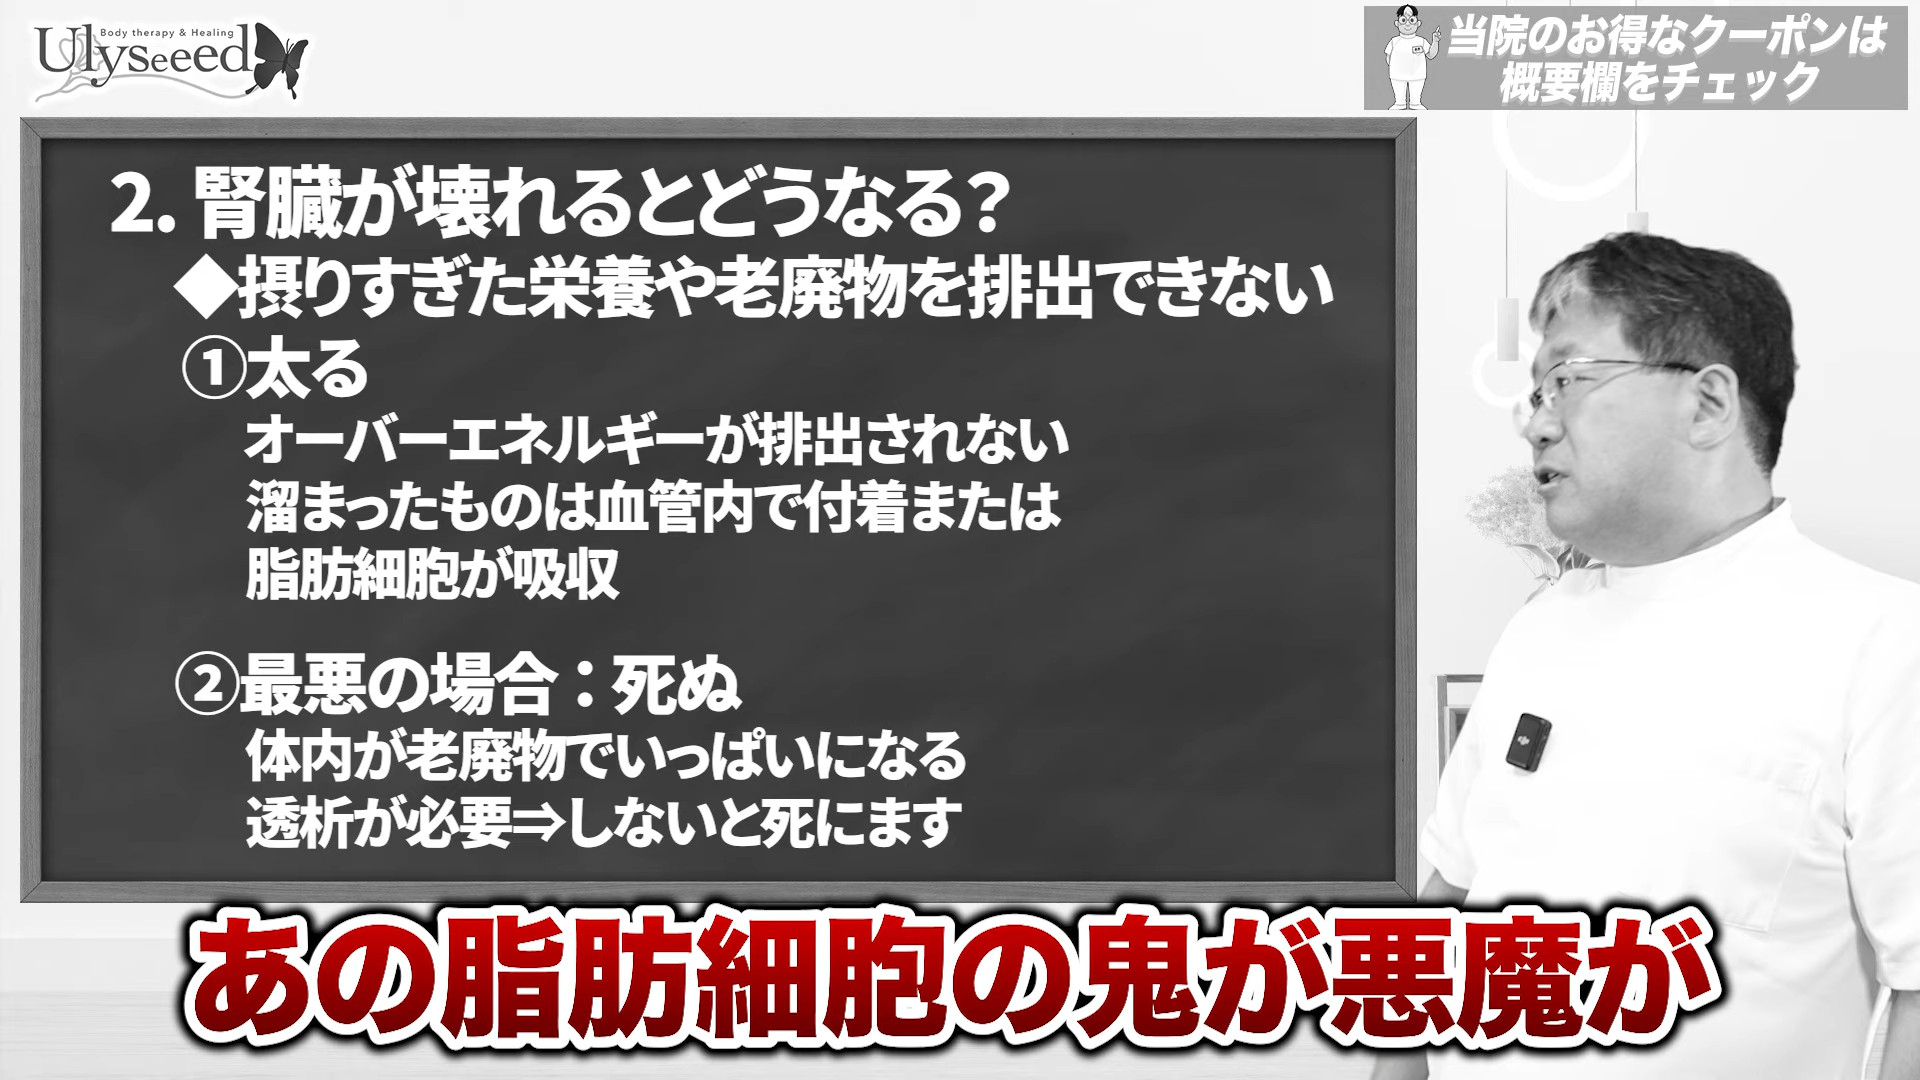 Body therapy & Healing
Ulyseeed
当院のお得なクーポンは
概要欄をチェック
2. 腎臓が壊れるとどうなる？
◆摂りすぎた栄養や老廃物を排出できない
①太る
オーバーエネルギーが排出されない
溜まったものは血管内で付着または
脂肪細胞が吸収
②最悪の場合：死ぬ
体内が老廃物でいっぱいになる
透析が必要⇒しないと死にます
あの脂肪細胞の鬼が悪魔が